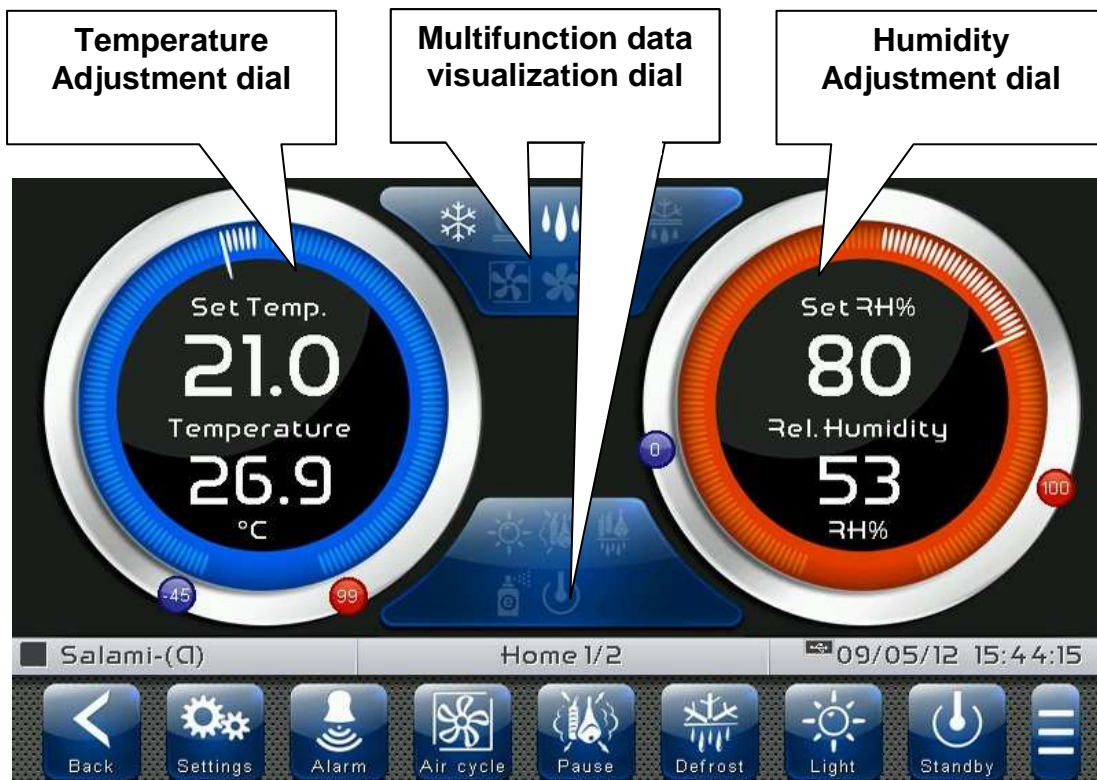 Temperature
Adjustment dial
Multifunction data
visualization dial
Humidity
Adjustment dial
Set Temp.
21.0
Temperature
26.9
°C
-45
99
Set RH%
80
Rel. Humidity
53
RH%
0
100
Salami-(A)
Home 1/2
09/05/12 15:44:15
Back
Settings
Alarm
Air cycle
Pause
Defrost
Light
Standby